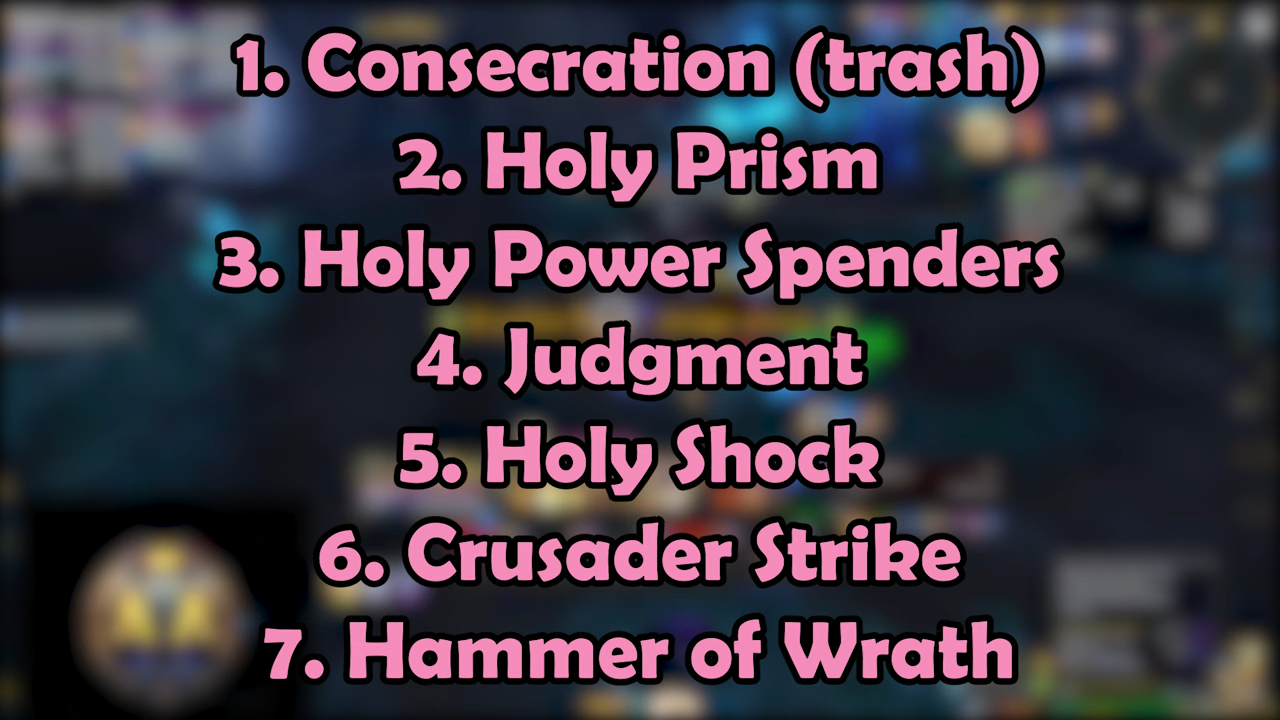 1. Consecration (trash)
2. Holy Prism
3. Holy Power Spenders
4. Judgment
5. Holy Shock
6. Crusader Strike
7. Hammer of Wrath